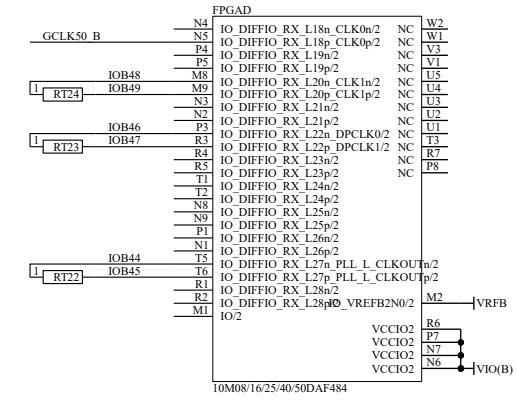 FPGAD
N4 IO_DIFFIO_RX_L18n_CLK0n/2 NC W2
GCLK50_B N5 IO_DIFFIO_RX_L18p_CLK0p/2 NC W1
P4 IO_DIFFIO_RX_L19n/2 NC V3
P5 IO_DIFFIO_RX_L19p/2 NC V1
IOB48 M8 IO_DIFFIO_RX_L20n_CLK1n/2 NC U5
1 RT24 IOB49 M9 IO_DIFFIO_RX_L20p_CLK1p/2 NC U4
N3 IO_DIFFIO_RX_L21n/2 NC U3
N2 IO_DIFFIO_RX_L21p/2 NC U2
IOB46 P3 IO_DIFFIO_RX_L22n_DPCLK0/2 NC U1
1 RT23 IOB47 R3 IO_DIFFIO_RX_L22p_DPCLK1/2 NC T3
R4 IO_DIFFIO_RX_L23n/2 NC R7
R5 IO_DIFFIO_RX_L23p/2 NC P8
T1 IO_DIFFIO_RX_L24n/2
T2 IO_DIFFIO_RX_L24p/2
N8 IO_DIFFIO_RX_L25n/2
N9 IO_DIFFIO_RX_L25p/2
P1 IO_DIFFIO_RX_L26n/2
N1 IO_DIFFIO_RX_L26p/2
IOB44 T5 IO_DIFFIO_RX_L27n_PLL_L_CLKOUTn/2
1 RT22 IOB45 T6 IO_DIFFIO_RX_L27p_PLL_L_CLKOUTp/2
R1 IO_DIFFIO_RX_L28n/2
R2 IO_DIFFIO_RX_L28p/2 IO_VREFB2N0/2 M2 VRFB
M1 IO/2
VCCIO2 R6
VCCIO2 P7
VCCIO2 N7
VCCIO2 N6 VIO(B)
10M08/16/25/40/50DAF484